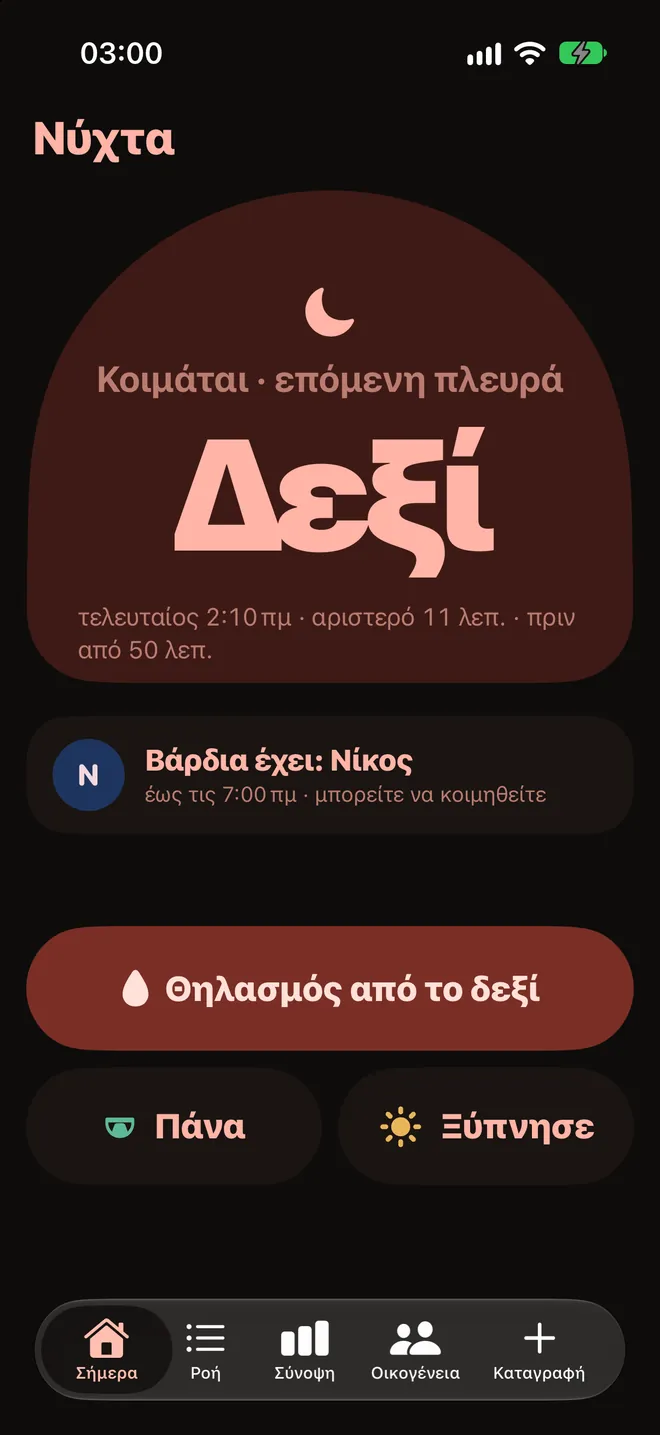 03:00
Νύχτα
Κοιμάται · επόμενη πλευρά
Δεξί
τελευταίος 2:10 πμ · αριστερό 11 λεπ. · πριν
από 50 λεπ.
N
Βάρδια έχει: Νίκος
έως τις 7:00 πμ · μπορείτε να κοιμηθείτε
Θηλασμός από το δεξί
Πάνα
Ξύπνησε
Σήμερα
Ροή
Σύνοψη
Οικογένεια
Καταγραφή